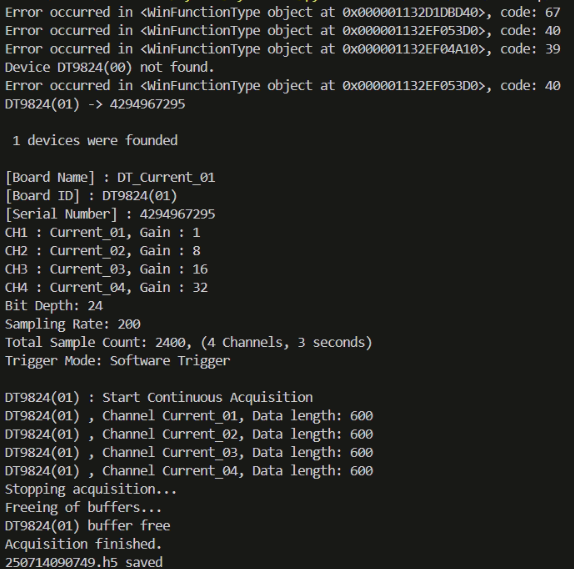 Error occurred in <WinFunctionType object at 0x000001132D1DBD40>, code: 67
Error occurred in <WinFunctionType object at 0x000001132EF053D0>, code: 40
Error occurred in <WinFunctionType object at 0x000001132EF04A10>, code: 39
Device DT9824(00) not found.
Error occurred in <WinFunctionType object at 0x000001132EF053D0>, code: 40
DT9824(01) -> 4294967295
1 devices were founded
[Board Name] : DT_Current_01
[Board ID] : DT9824(01)
[Serial Number] : 4294967295
CH1 : Current_01, Gain : 1
CH2 : Current_02, Gain : 8
CH3 : Current_03, Gain : 16
CH4 : Current_04, Gain : 32
Bit Depth: 24
Sampling Rate: 200
Total Sample Count: 2400, (4 Channels, 3 seconds)
Trigger Mode: Software Trigger
DT9824(01) : Start Continuous Acquisition
DT9824(01) , Channel Current_01, Data length: 600
DT9824(01) , Channel Current_02, Data length: 600
DT9824(01) , Channel Current_03, Data length: 600
DT9824(01) , Channel Current_04, Data length: 600
Stopping acquisition...
Freeing of buffers...
DT9824(01) buffer free
Acquisition finished.
250714090749.h5 saved